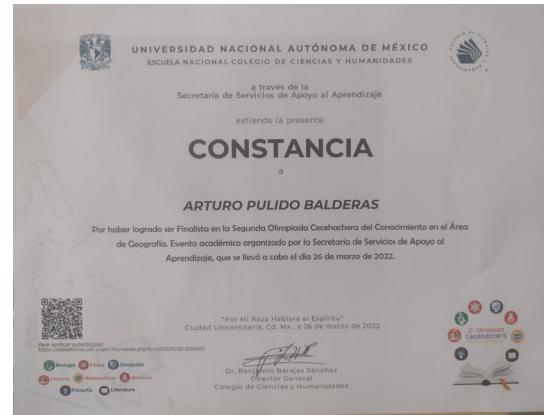 UNIVERSIDAD NACIONAL AUTÓNOMA DE MÉXICO
ESCUELA NACIONAL COLEGIO DE CIENCIAS Y HUMANIDADES
a través de la
Secretaría de Servicios de Apoyo al Aprendizaje
extiende la presente
CONSTANCIA
a
ARTURO PULIDO BALDERAS
Por haber logrado ser Finalista en la Segunda Olimpiada Cecehachera del Conocimiento en el Área
de Geografía. Evento académico organizado por la Secretaría de Servicios de Apoyo al
Aprendizaje, que se llevó a cabo el día 26 de marzo de 2022.
"Por Mi Raza Hablará el Espíritu"
Ciudad Universitaria, Cd. Mx., a 26 de marzo de 2022
Para verificar autenticidad:
Biología Física Geografía
Historia Matemáticas Química
Filosofía Literatura
Dr. Benjamín Barajas Sánchez
Director General
Colegio de Ciencias y Humanidades
2ª Olimpiada
Cecehachera